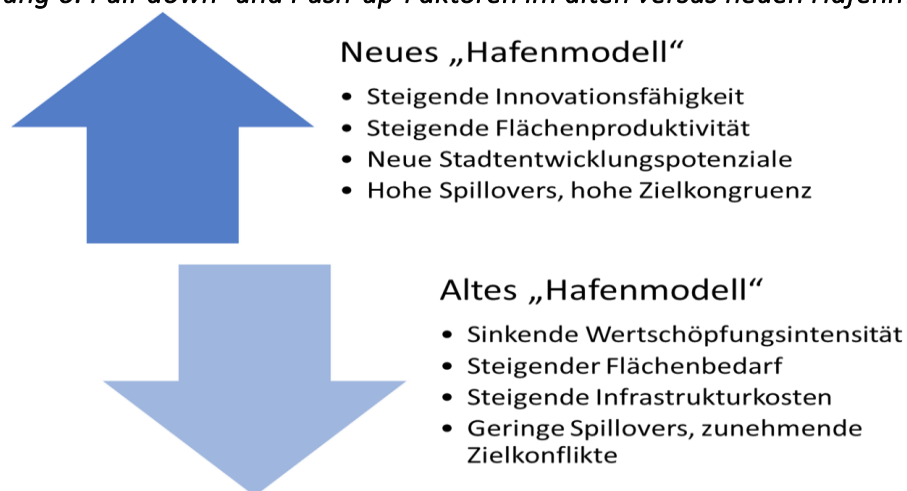 Pull-down- und Push-up-Faktoren im alten versus neuen
Neues „Hafenmodell“
• Steigende Innovationsfähigkeit
• Steigende Flächenproduktivität
• Neue Stadtentwicklungspotenziale
• Hohe Spillovers, hohe Zielkongruenz
Altes „Hafenmodell“
• Sinkende Wertschöpfungsintensität
• Steigender Flächenbedarf
• Steigende Infrastrukturkosten
• Geringe Spillovers, zunehmende
Zielkonflikte